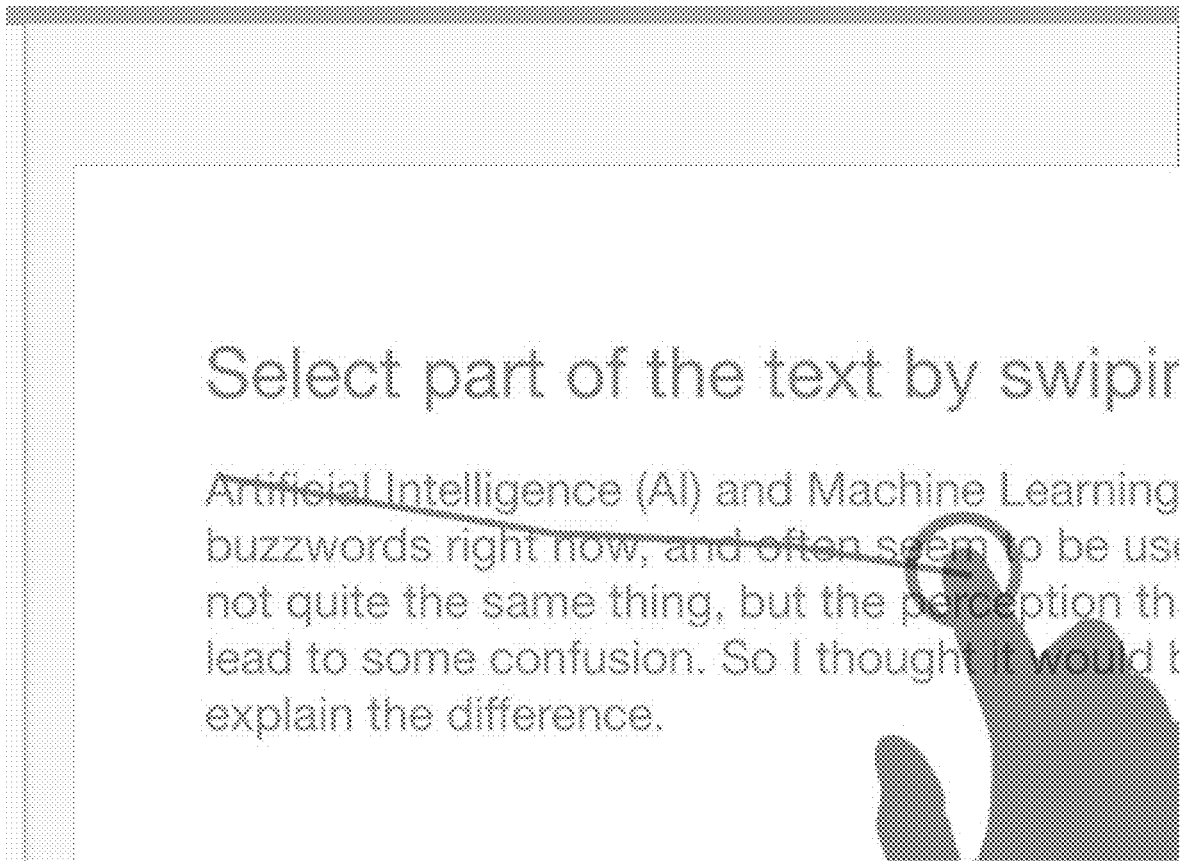 Select part of the text by swipin
Artificial Intelligence (AI) and Machine Learning
buzzwords right now, and often seem to be use
not quite the same thing, but the perception th
lead to some confusion. So I thought it would b
explain the difference.